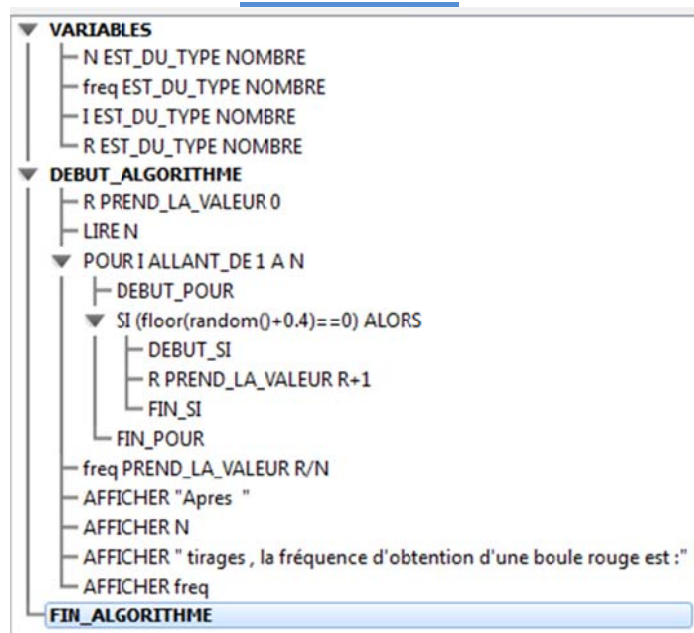 VARIABLES
N EST_DU_TYPE NOMBRE
freq EST_DU_TYPE NOMBRE
I EST_DU_TYPE NOMBRE
R EST_DU_TYPE NOMBRE
DEBUT_ALGORITHME
R PREND_LA_VALEUR 0
LIRE N
POUR I ALLANT_DE 1 A N
DEBUT_POUR
SI (floor(random()+0.4)==0) ALORS
DEBUT_SI
R PREND_LA_VALEUR R+1
FIN_SI
FIN_POUR
freq PREND_LA_VALEUR R/N
AFFICHER "Apres "
AFFICHER N
AFFICHER " tirages , la fréquence d'obtention d'une boule rouge est :"
AFFICHER freq
FIN_ALGORITHME